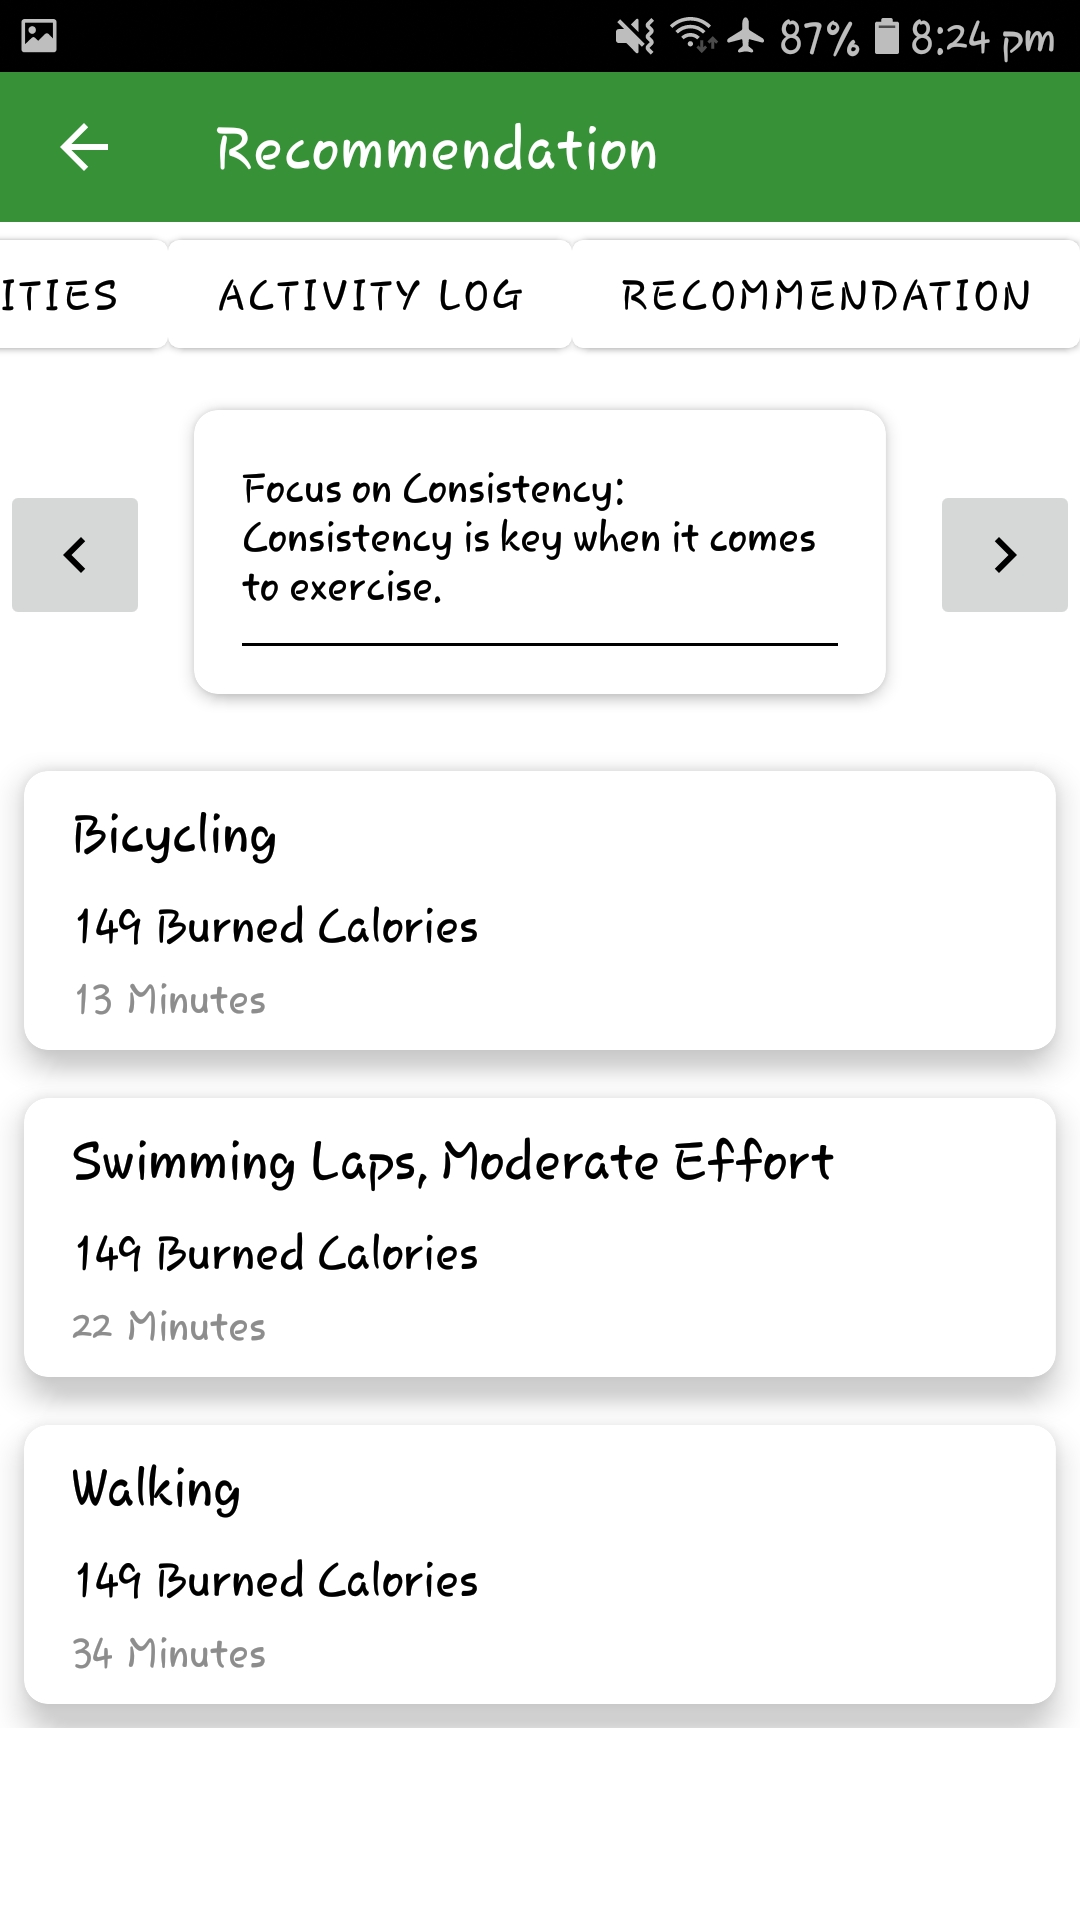 87% 8:24 pm
Recommendation
ITIES ACTIVITY LOG RECOMMENDATION
Focus on Consistency:
Consistency is key when it comes
to exercise.
Bicycling
149 Burned Calories
13 Minutes
Swimming Laps, Moderate Effort
149 Burned Calories
22 Minutes
Walking
149 Burned Calories
34 Minutes